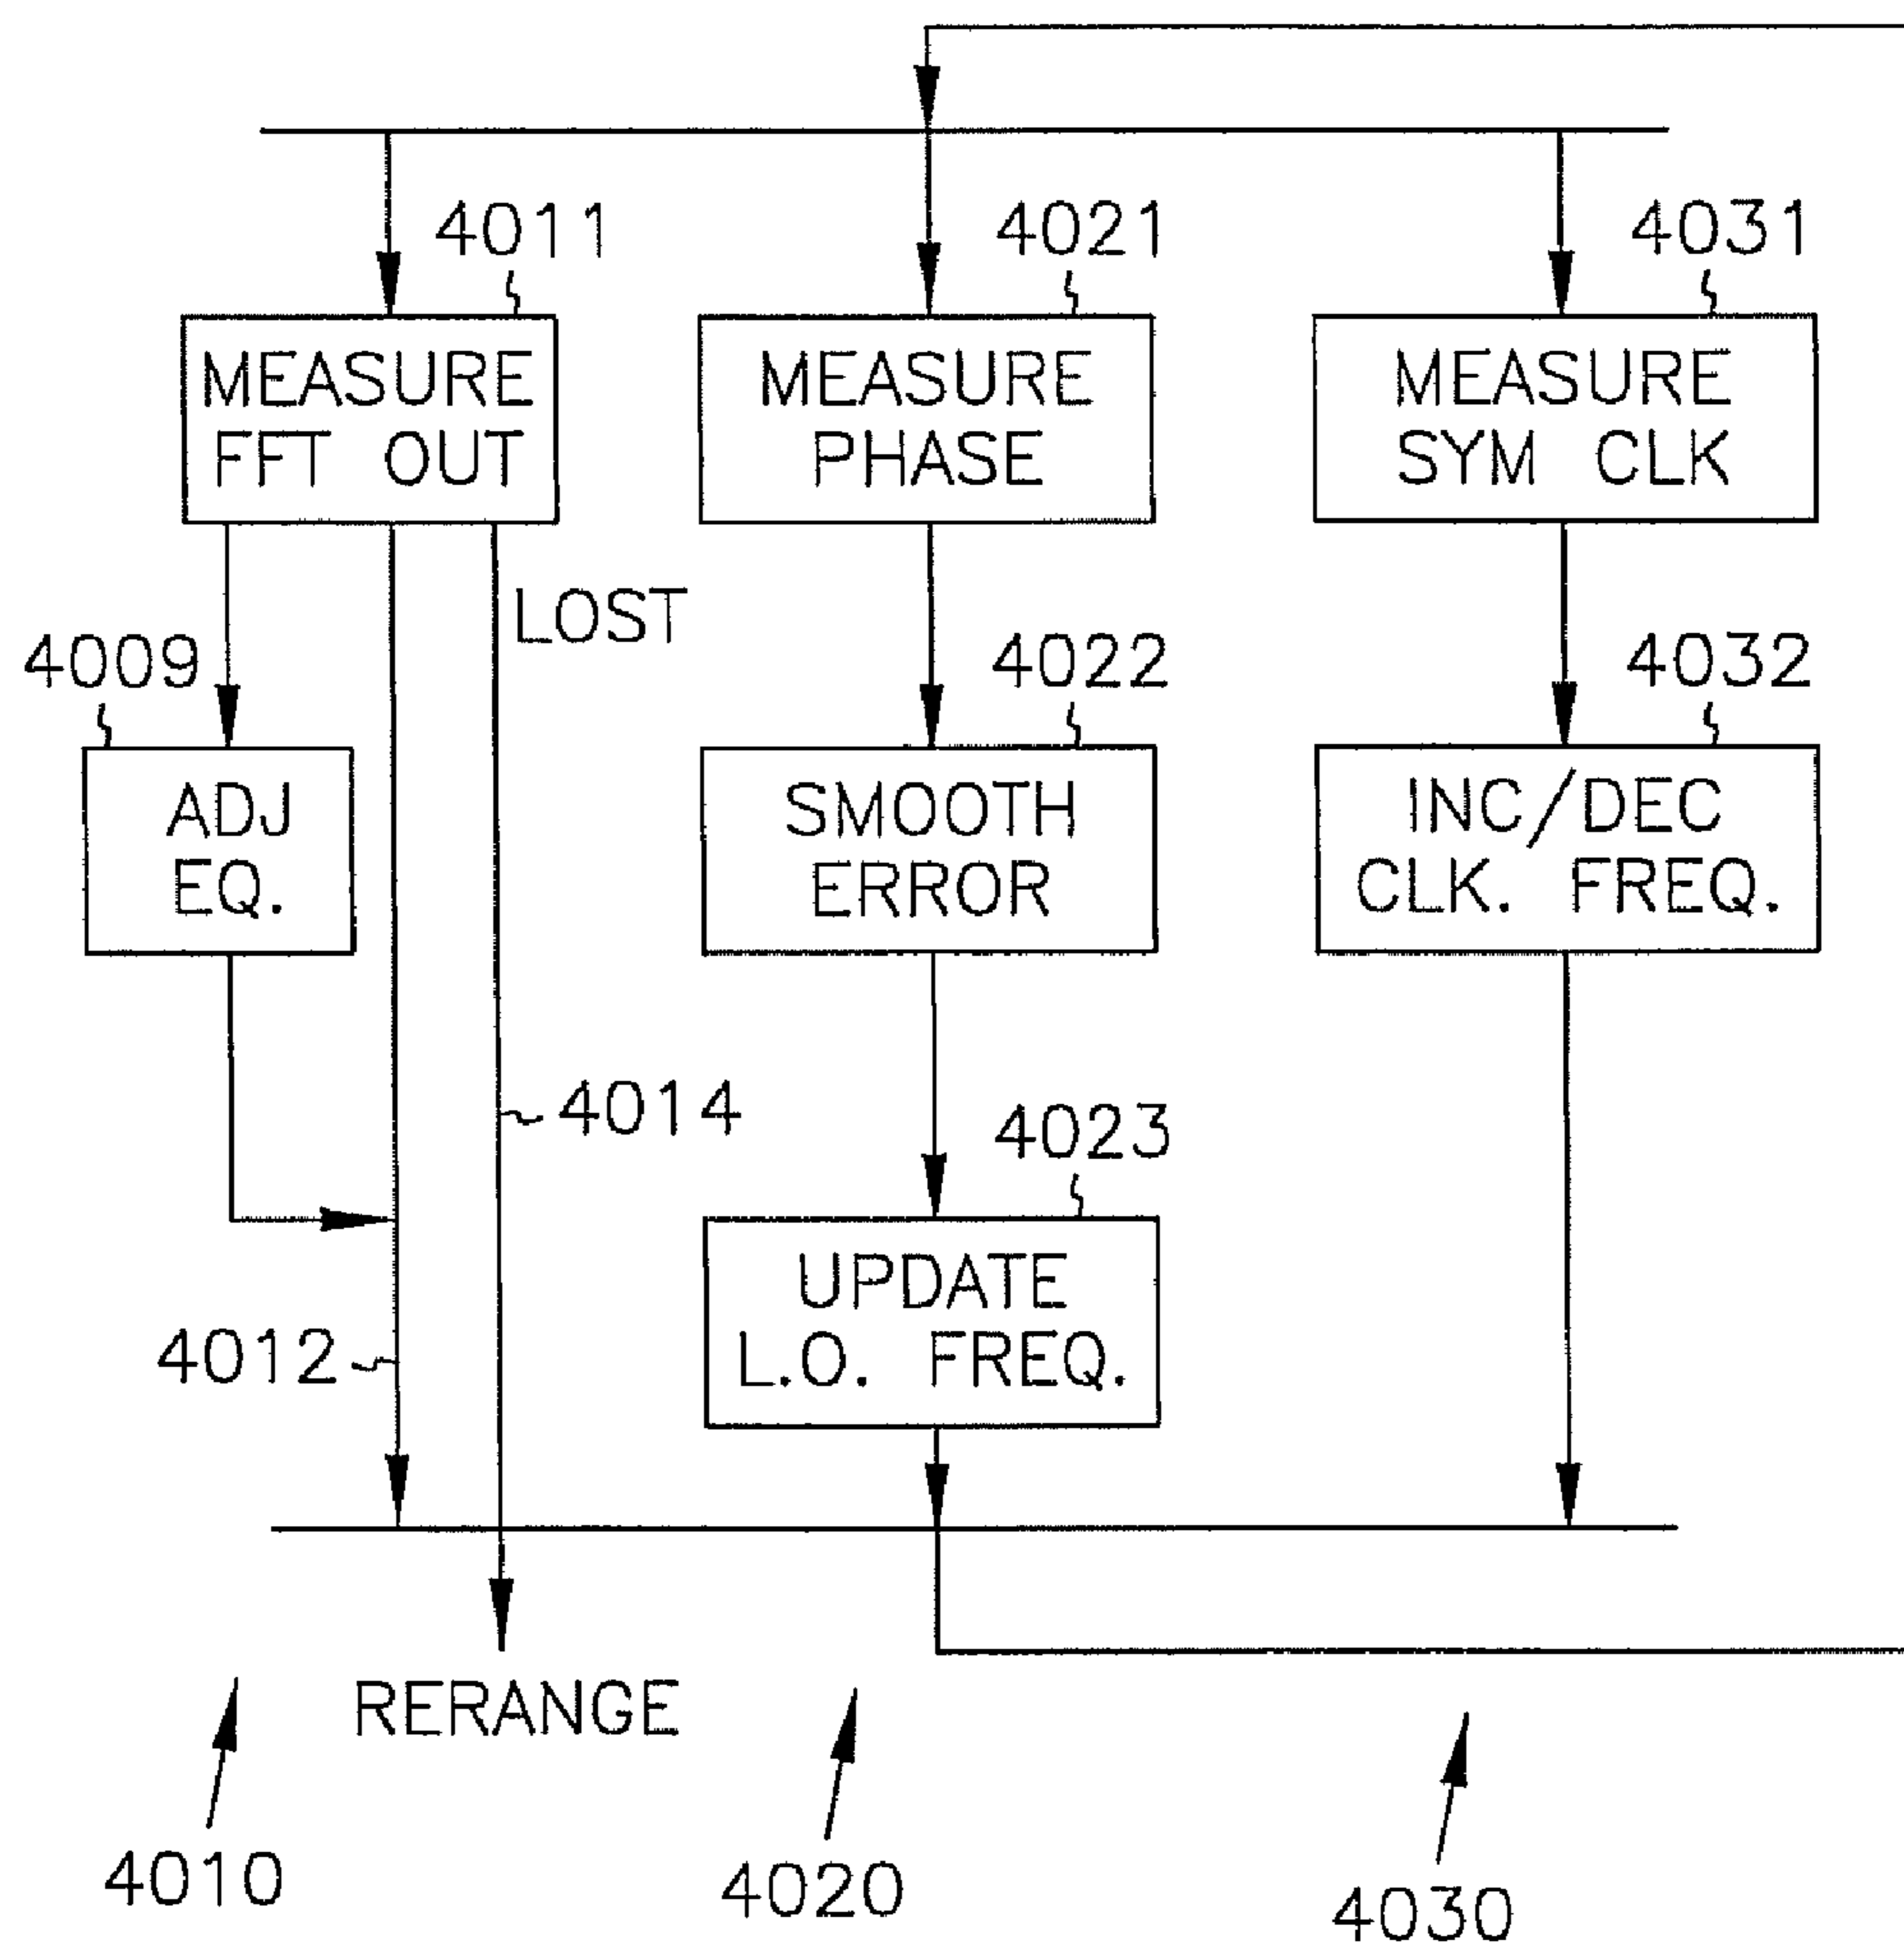 4011
4021
4031
MEASURE
FFT OUT
MEASURE
PHASE
MEASURE
SYM CLK
LOST
4009
4022
4032
ADJ
EQ.
SMOOTH
ERROR
INC/DEC
CLK. FREQ.
4014
4023
UPDATE
L.O. FREQ.
4012
RERANGE
4010
4020
4030